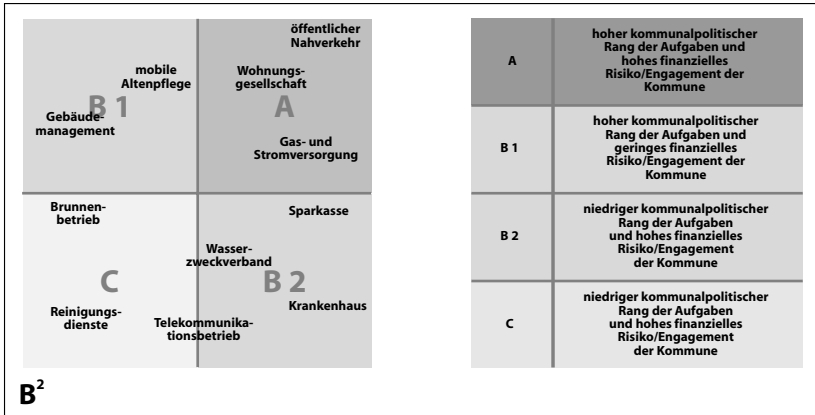 öffentlicher
Nahverkehr
mobile
Altenpflege
Wohnungs-
gesellschaft
B 1
A
Gebäude-
management
Gas- und
Stromversorgung
Brunnen-
betrieb
Sparkasse
Wasser-
zweckverband
C
B 2
Reinigungs-
dienste
Krankenhaus
Telekommunika-
tionsbetrieb
A
hoher kommunalpolitischer
Rang der Aufgaben und
hohes finanzielles
Risiko/Engagement der
Kommune
B 1
hoher kommunalpolitischer
Rang der Aufgaben und
geringes finanzielles
Risiko/Engagement der
Kommune
B 2
niedriger kommunalpolitischer
Rang der Aufgaben
und hohes finanzielles
Risiko/Engagement
der Kommune
C
niedriger kommunalpolitischer
Rang der Aufgaben
und hohes finanzielles
Risiko/Engagement
der Kommune
B²